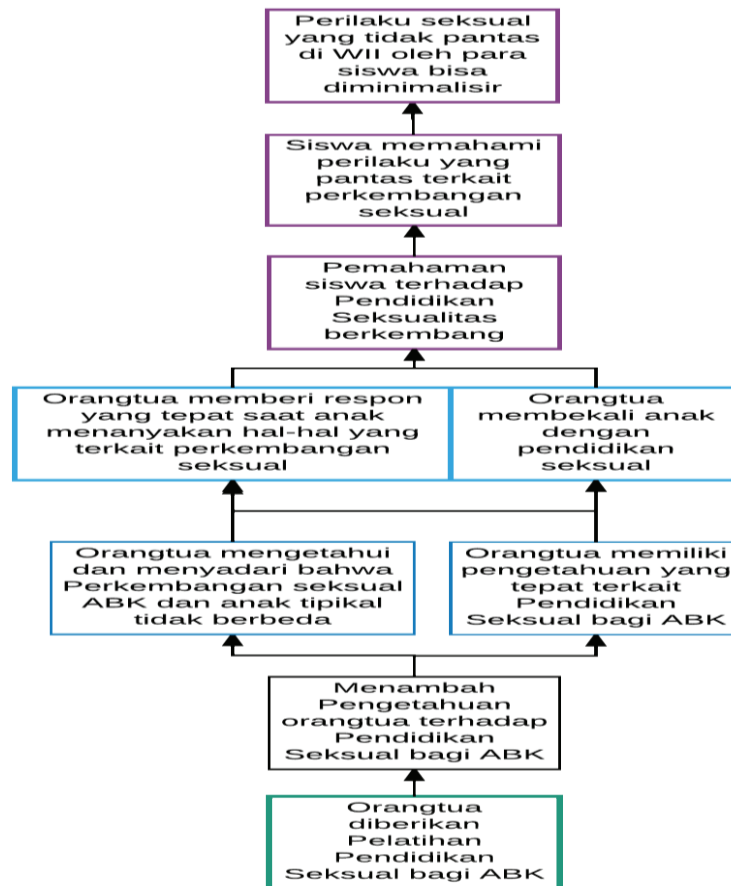 Perilaku seksual
yang tidak pantas
di WII oleh para
siswa bisa
diminimalisir
Siswa memahami
perilaku yang
pantas terkait
perkembangan
seksual
Pemahaman
siswa terhadap
Pendidikan
Seksualitas
berkembang
Orangtua memberi respon
yang tepat saat anak
menanyakan hal-hal yang
terkait perkembangan
seksual
Orangtua
membekali anak
dengan
pendidikan
seksual
Orangtua mengetahui
dan menyadari bahwa
Perkembangan seksual
ABK dan anak tipikal
tidak berbeda
Orangtua memiliki
pengetahuan yang
tepat terkait
Pendidikan
Seksual bagi ABK
Menambah
Pengetahuan
orangtua terhadap
Pendidikan
Seksual bagi ABK
Orangtua
diberikan
Pelatihan
Pendidikan
Seksual bagi ABK